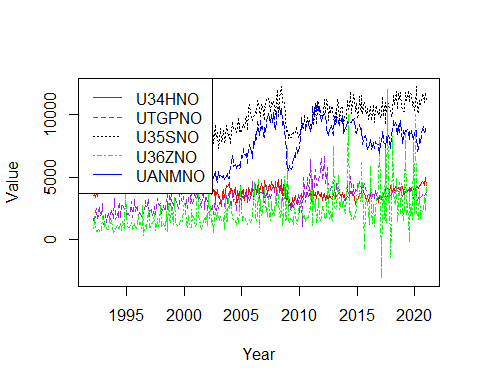 U34HNO
UTGPNO
U35SNO
U36ZNO
UANMNO
Value
0
5000
10000
1995
2000
2005
2010
2015
2020
Year